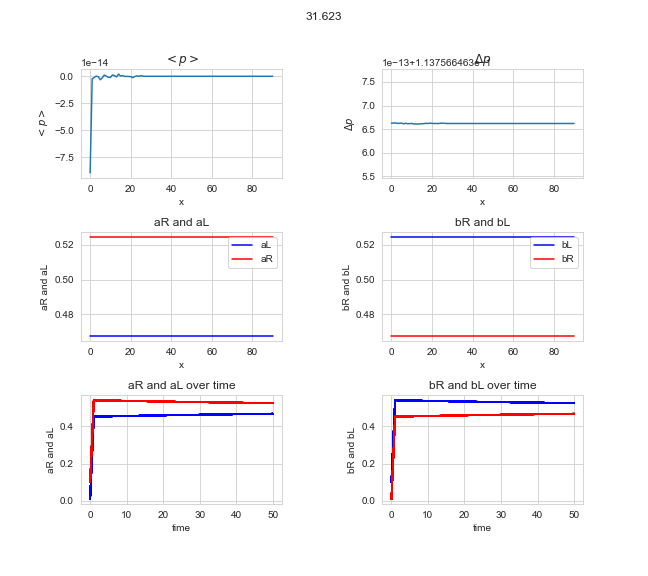 31.623
< p >
Δp
1e−14
1e−13+1.137566463e
0.0
−2.5
−5.0
−7.5
< p >
0 20 40 60 80
x
7.5
7.0
6.5
6.0
5.5
Δp
0 20 40 60 80
x
aR and aL
0.52
0.50
0.48
aR and aL
aL
aR
0 20 40 60 80
x
bR and bL
0.52
0.50
0.48
bR and bL
bL
bR
0 20 40 60 80
x
aR and aL over time
0.4
0.2
0.0
aR and aL
0 10 20 30 40 50
time
bR and bL over time
0.4
0.2
0.0
bR and bL
0 10 20 30 40 50
time